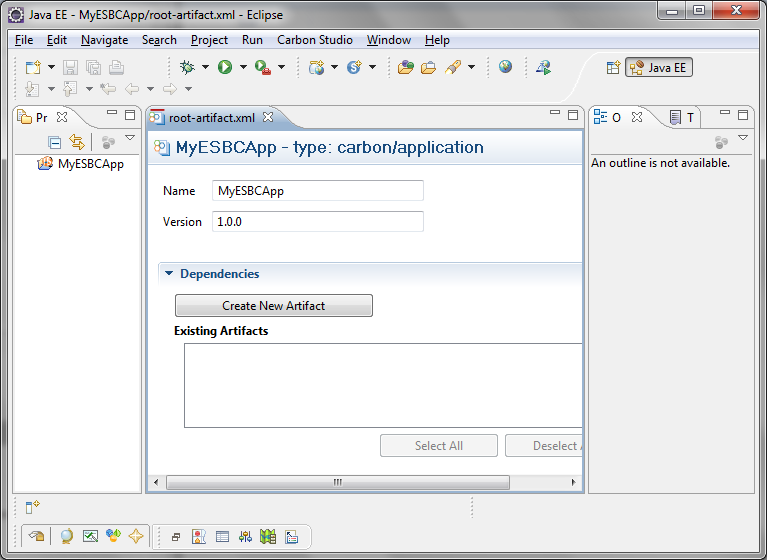 Java EE - MyESBCApp/root-artifact.xml - Eclipse
File Edit Navigate Search Project Run Carbon Studio Window Help
Java EE
Pr
root-artifact.xml
O
T
MyESBCApp
MyESBCApp - type: carbon/application
An outline is not available.
Name MyESBCApp
Version 1.0.0
Dependencies
Create New Artifact
Existing Artifacts
Select All
Deselect